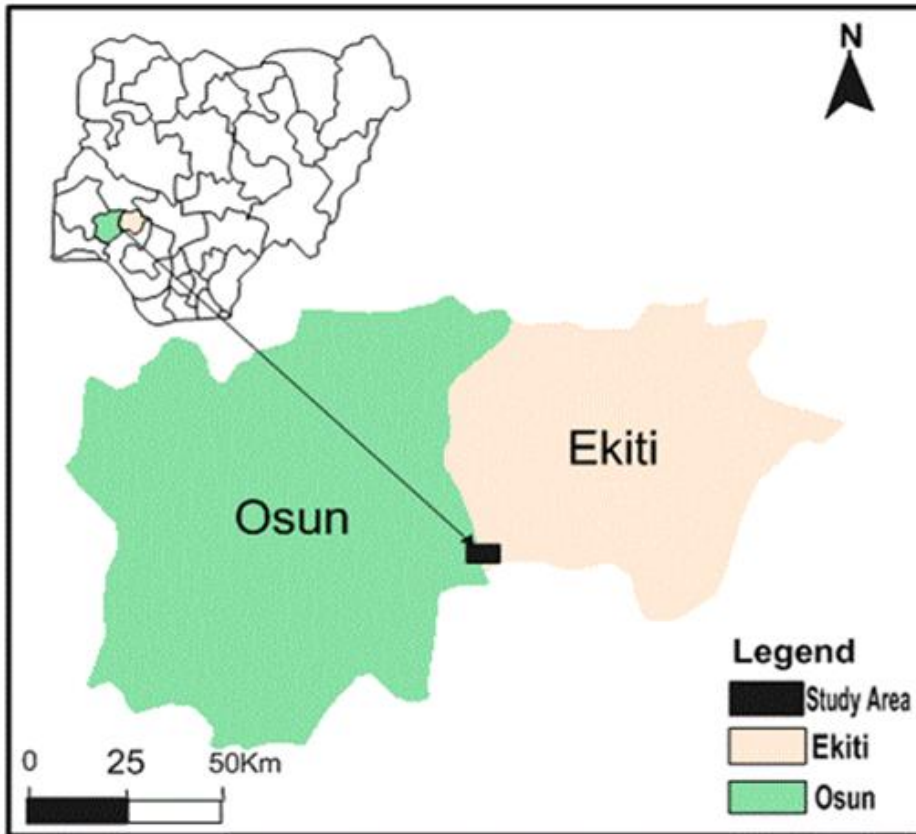 N
Ekiti
Osun
Legend
Study Area
Ekiti
Osun
0 25 50Km